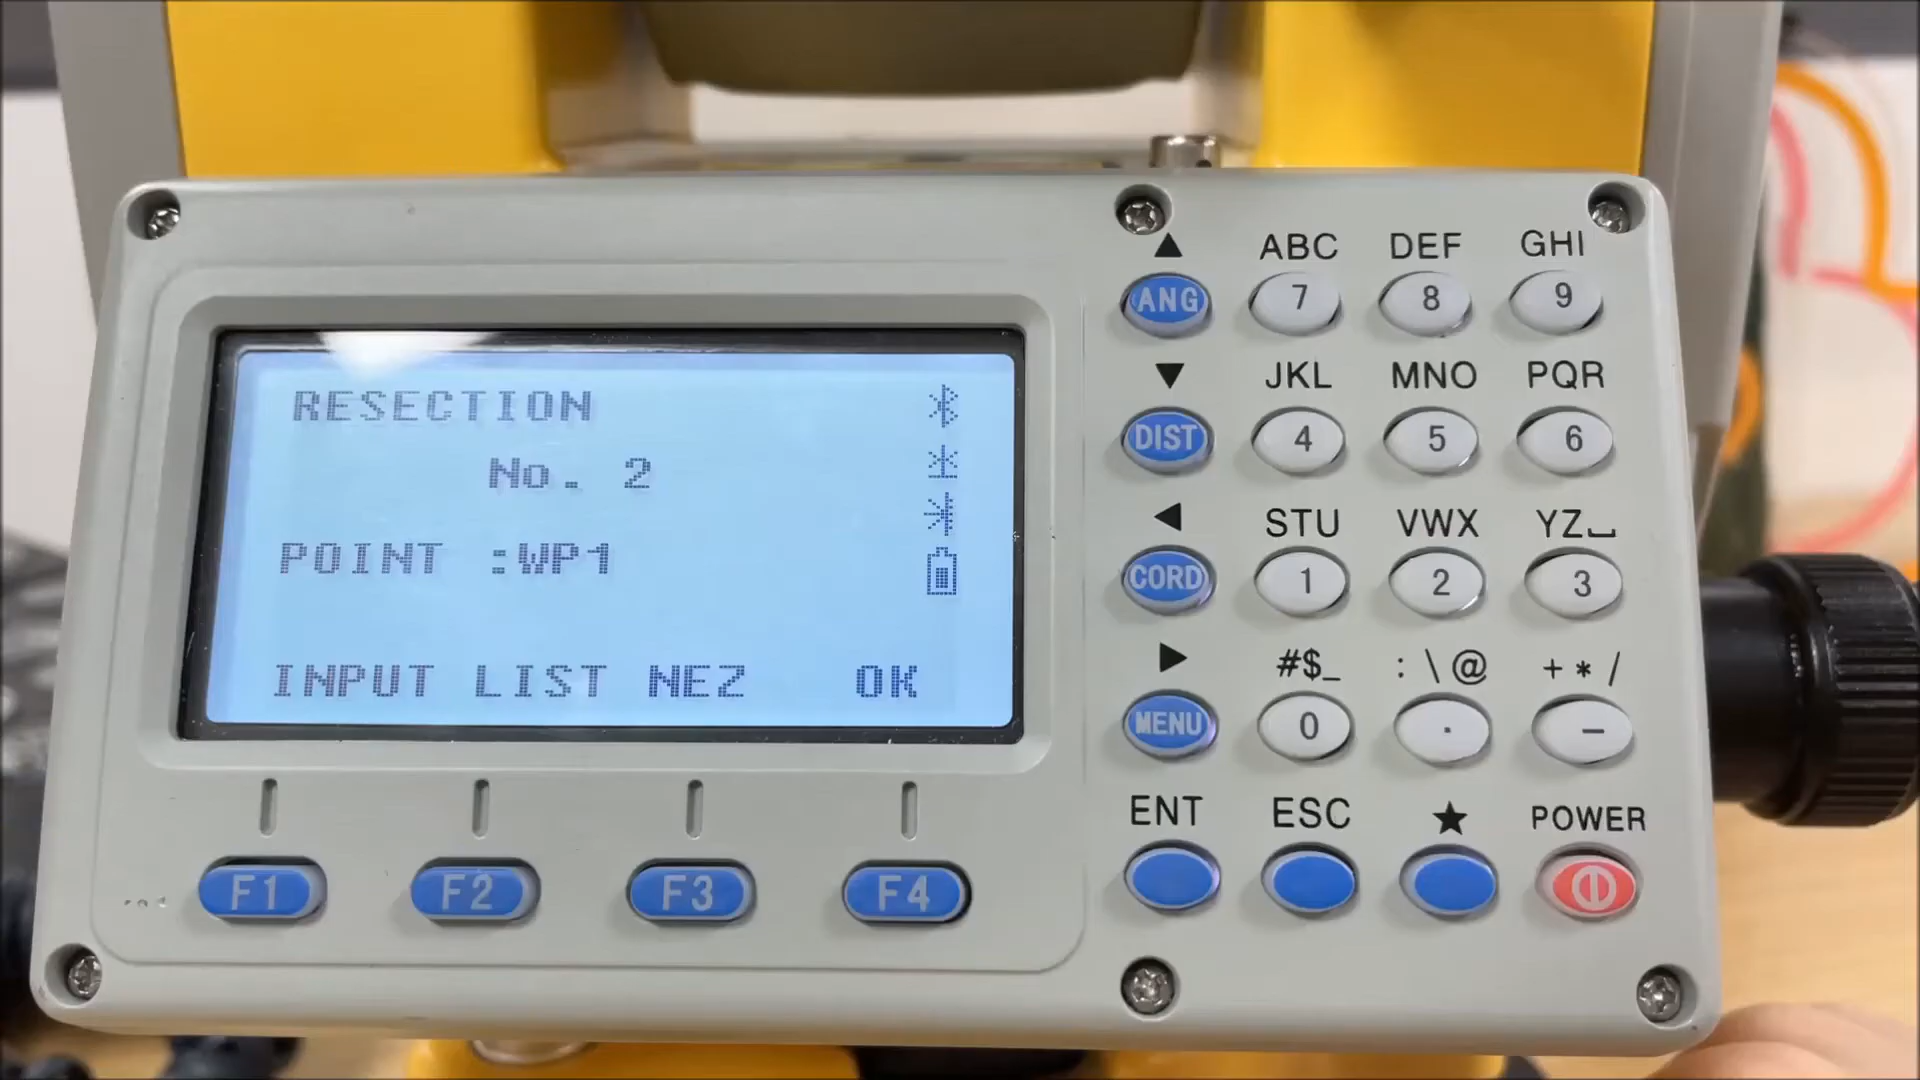 RESECTION
No. 2
POINT :WP1
INPUT LIST NEZ OK
F1 F2 F3 F4
▲ ABC DEF GHI
ANG 7 8 9
▼ JKL MNO PQR
DIST 4 5 6
◀ STU VWX YZ⎵
CORD 1 2 3
▶ #$_ :\@ +*/
MENU 0 . -
ENT ESC ★ POWER